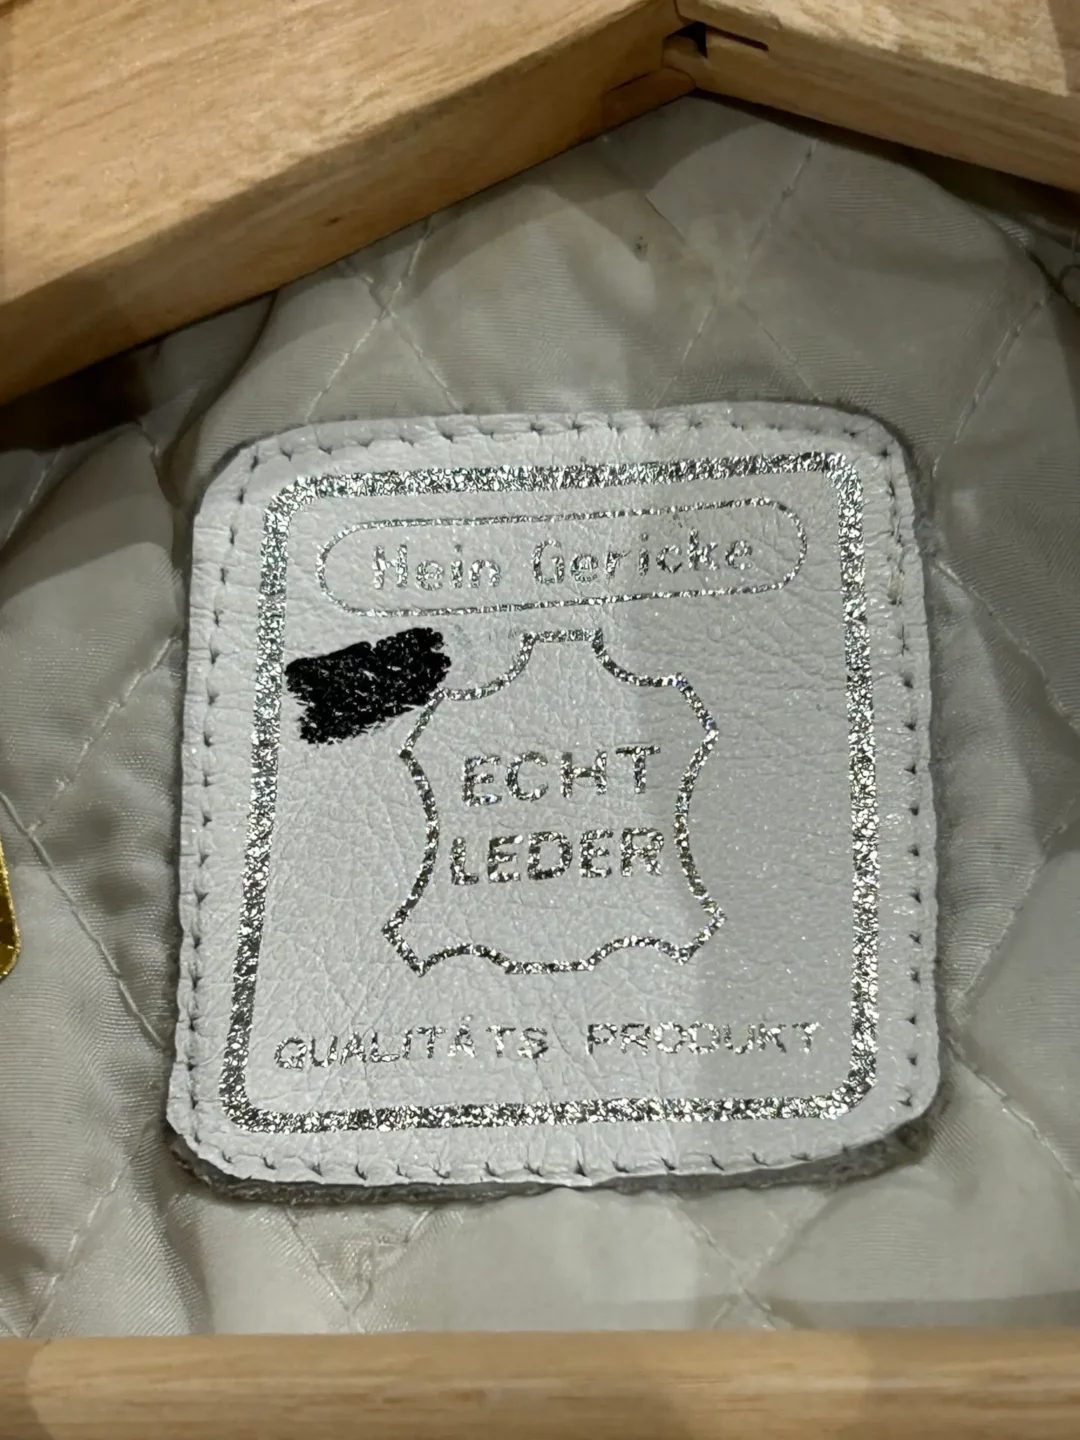 Hein Gericke
ECHT
LEDER
QUALITÄTS PRODUKT